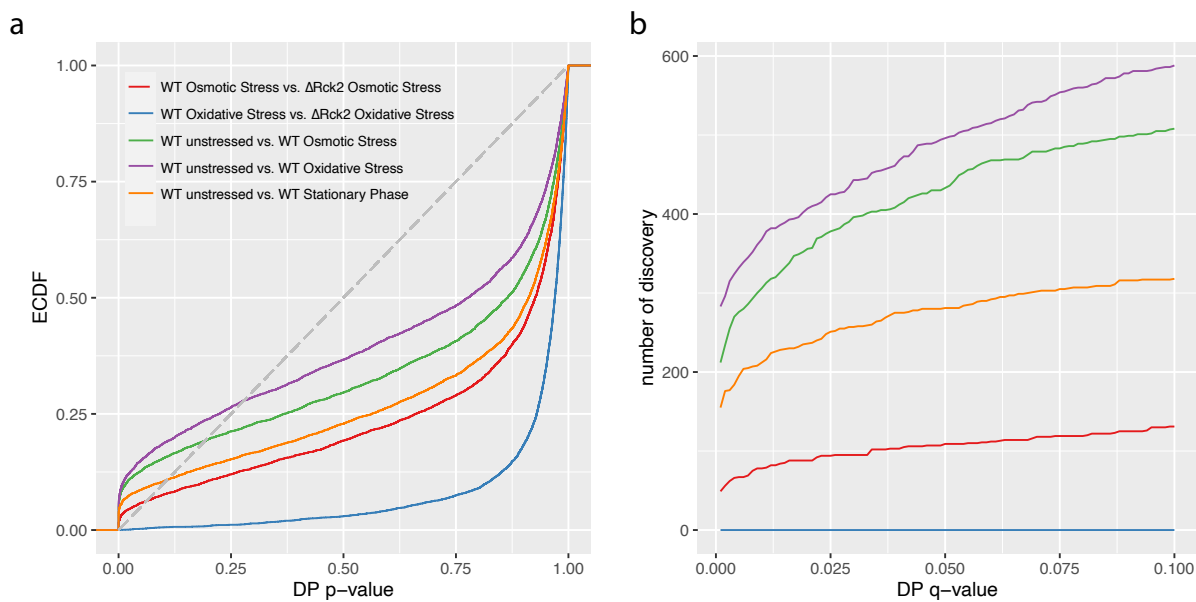 a
1.00
0.75
0.50
0.25
0.00
ECDF
WT Osmotic Stress vs. ΔRck2 Osmotic Stress
WT Oxidative Stress vs. ΔRck2 Oxidative Stress
WT unstressed vs. WT Osmotic Stress
WT unstressed vs. WT Oxidative Stress
WT unstressed vs. WT Stationary Phase
0.00 0.25 0.50 0.75 1.00
DP p−value
b
600
400
200
0
number of discovery
0.000 0.025 0.050 0.075 0.100
DP q−value